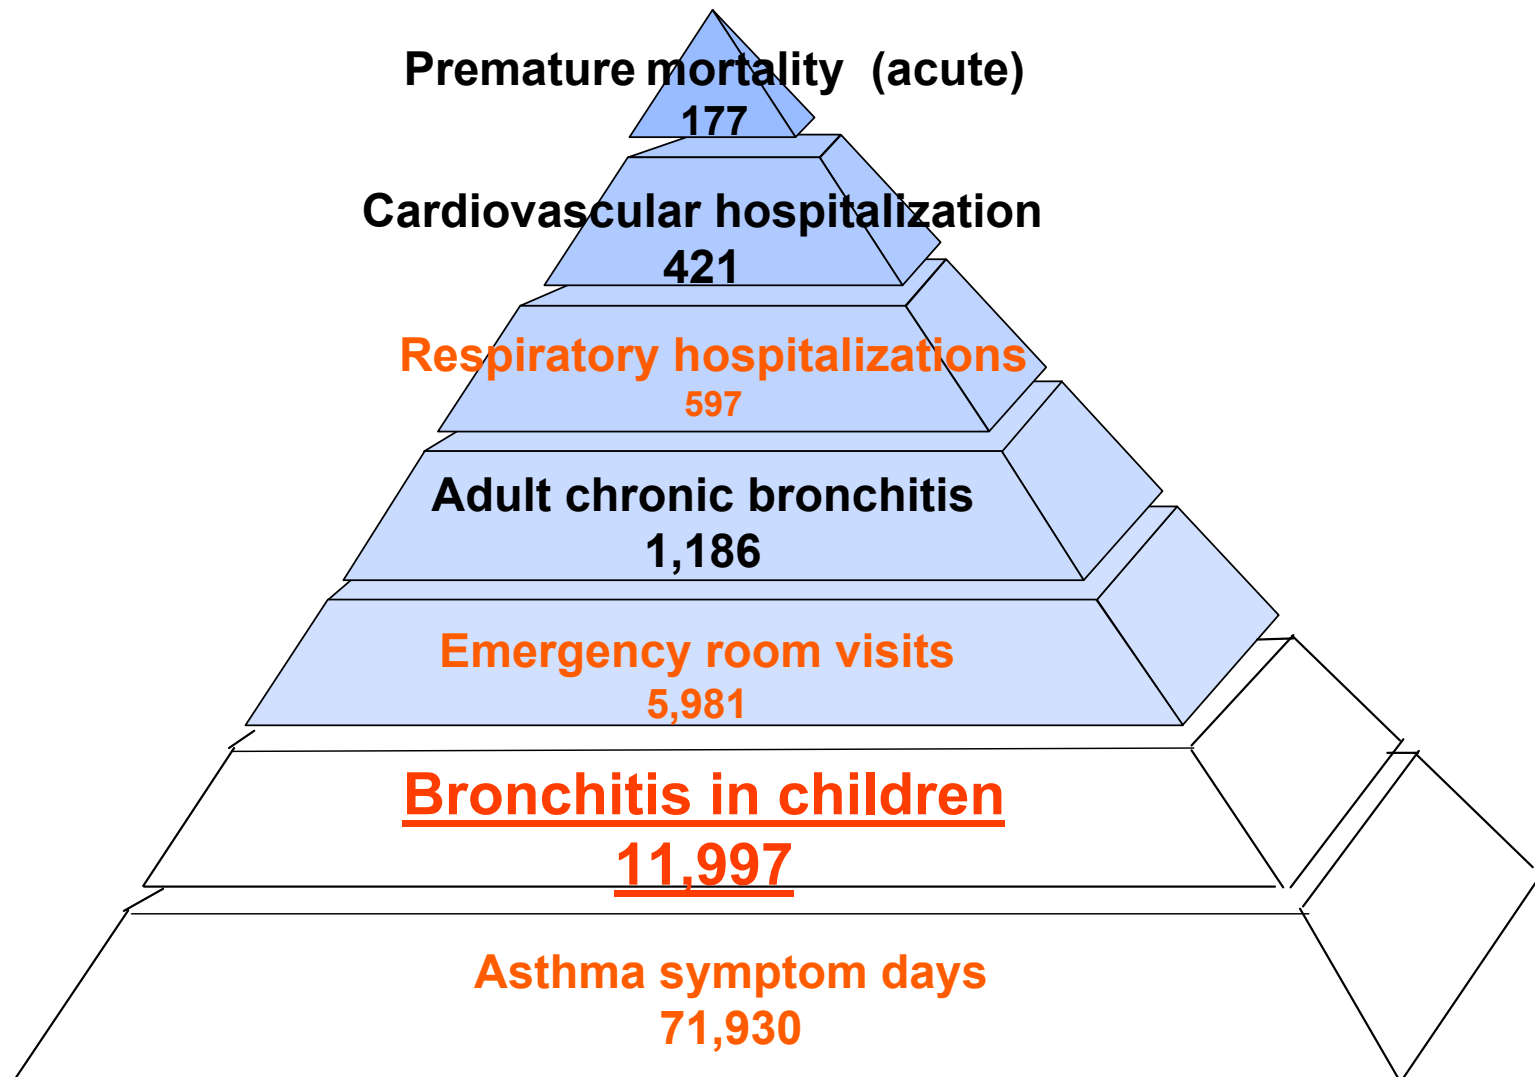 Premature mortality (acute)
177
Cardiovascular hospitalization
421
Respiratory hospitalizations
597
Adult chronic bronchitis
1,186
Emergency room visits
5,981
Bronchitis in children
11,997
Asthma symptom days
71,930